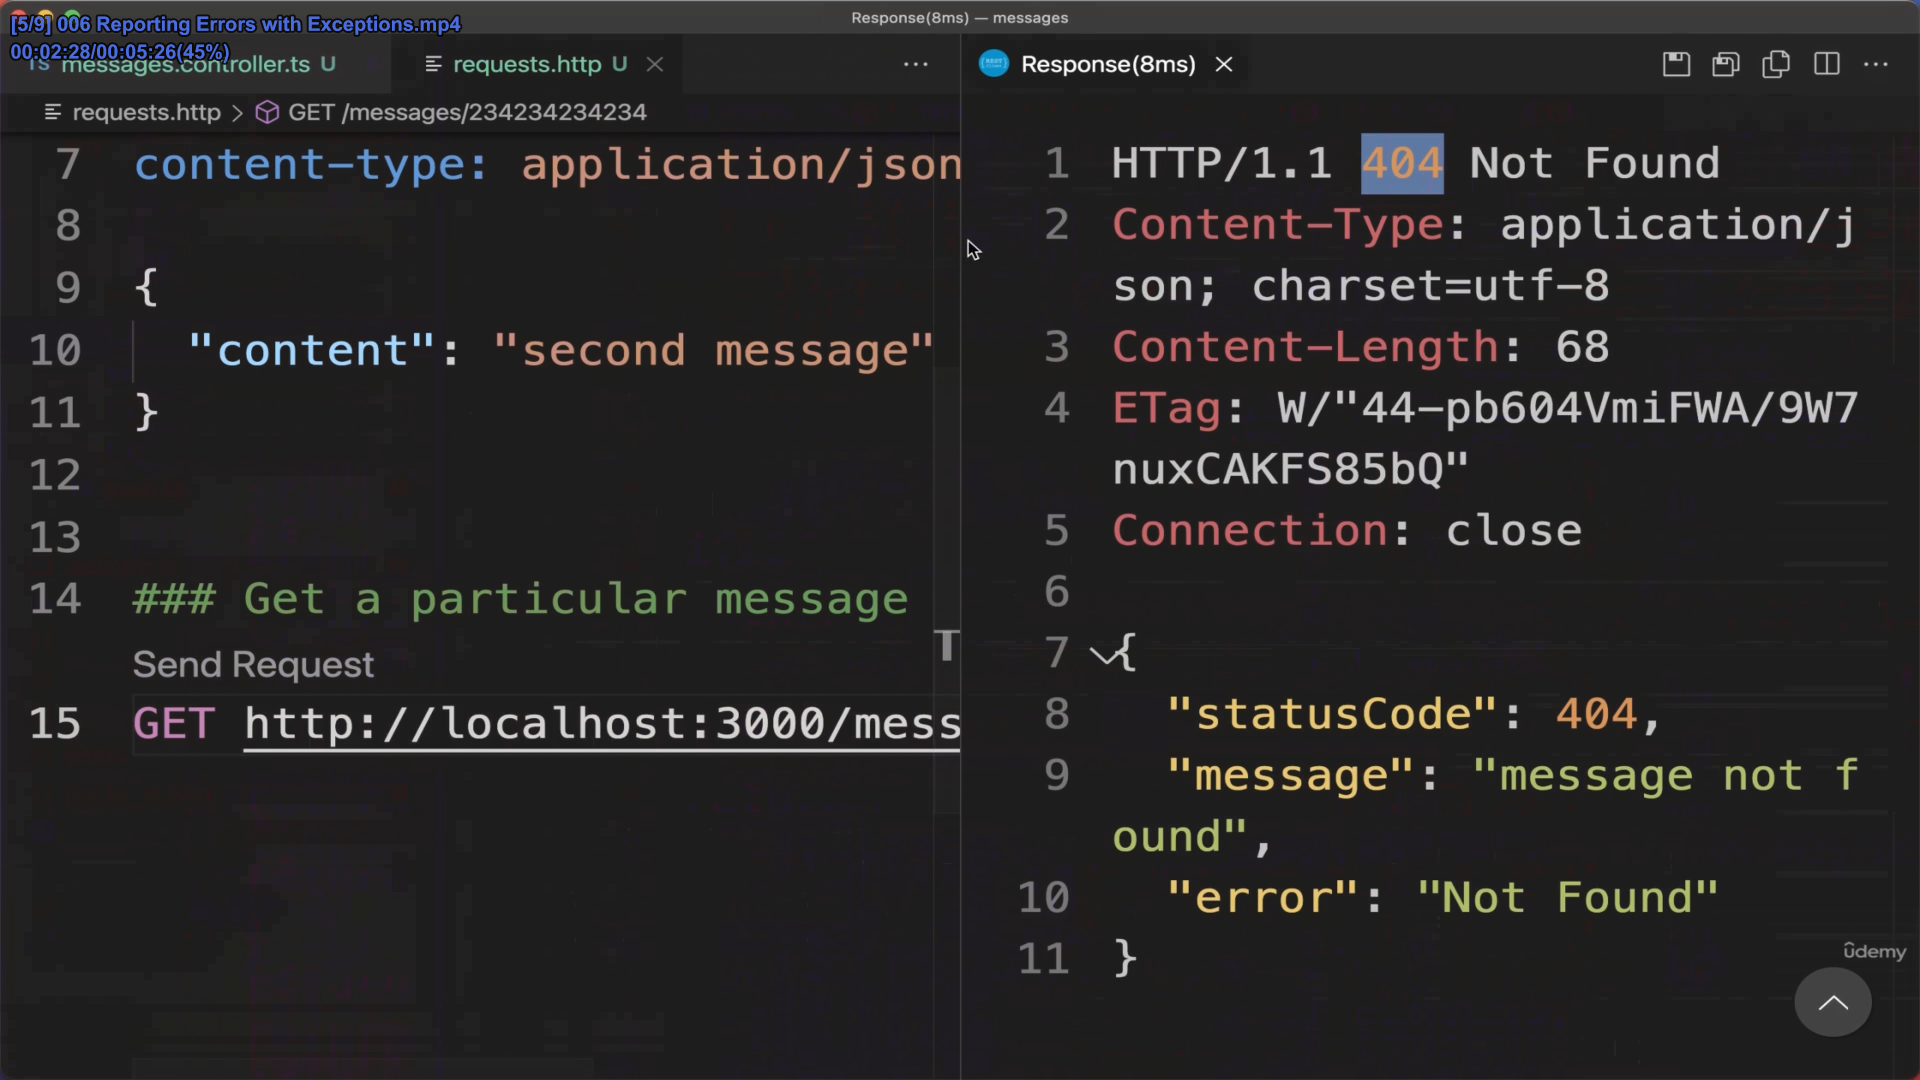 Response(8ms) — messages
[5/9] 006 Reporting Errors with Exceptions.mp4
00:02:28/00:05:26(45%)
TS messages.controller.ts U
requests.http U
...
requests.http > GET /messages/234234234234
7 content-type: application/json
8
9 {
10 "content": "second message"
11 }
12
13
14 ### Get a particular message
Send Request
15 GET http://localhost:3000/mess
T
Response(8ms)
...
1 HTTP/1.1 404 Not Found
2 Content-Type: application/j
son; charset=utf-8
3 Content-Length: 68
4 ETag: W/"44-pb604VmiFWA/9W7
nuxCAKFS85bQ"
5 Connection: close
6
7 {
8 "statusCode": 404,
9 "message": "message not f
ound",
10 "error": "Not Found"
11 }
ûdemy